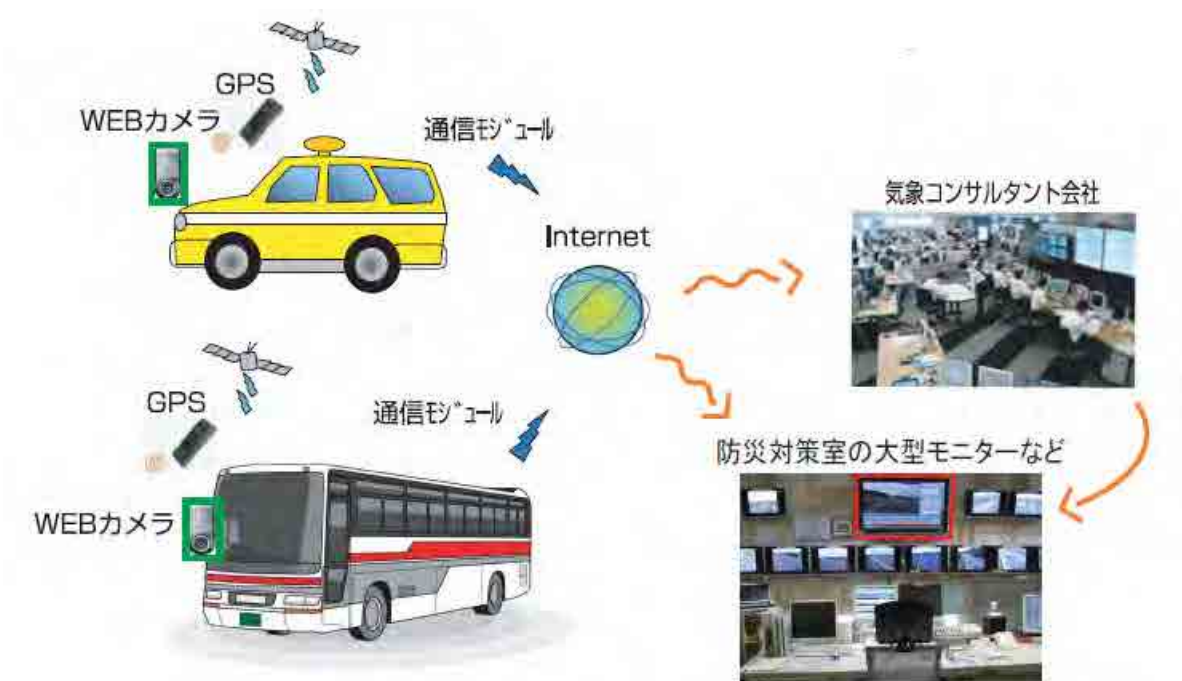 GPS
WEBカメラ
通信モジュール
Internet
気象コンサルタント会社
GPS
通信モジュール
WEBカメラ
防災対策室の大型モニターなど